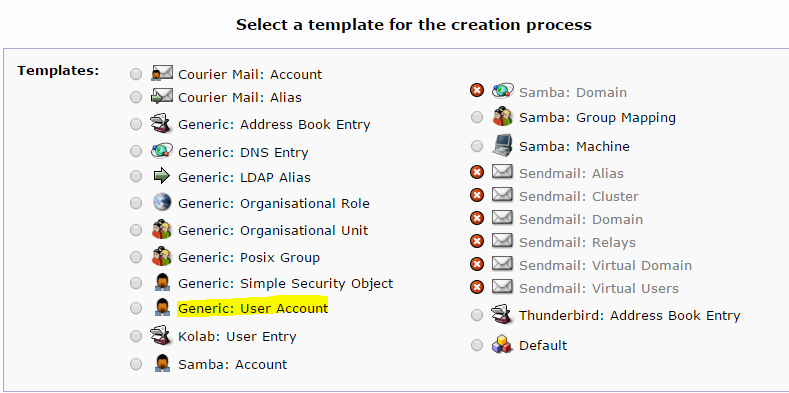 Select a template for the creation process
Templates:
Courier Mail: Account
Courier Mail: Alias
Generic: Address Book Entry
Generic: DNS Entry
Generic: LDAP Alias
Generic: Organisational Role
Generic: Organisational Unit
Generic: Posix Group
Generic: Simple Security Object
Generic: User Account
Kolab: User Entry
Samba: Account
Samba: Domain
Samba: Group Mapping
Samba: Machine
Sendmail: Alias
Sendmail: Cluster
Sendmail: Domain
Sendmail: Relays
Sendmail: Virtual Domain
Sendmail: Virtual Users
Thunderbird: Address Book Entry
Default